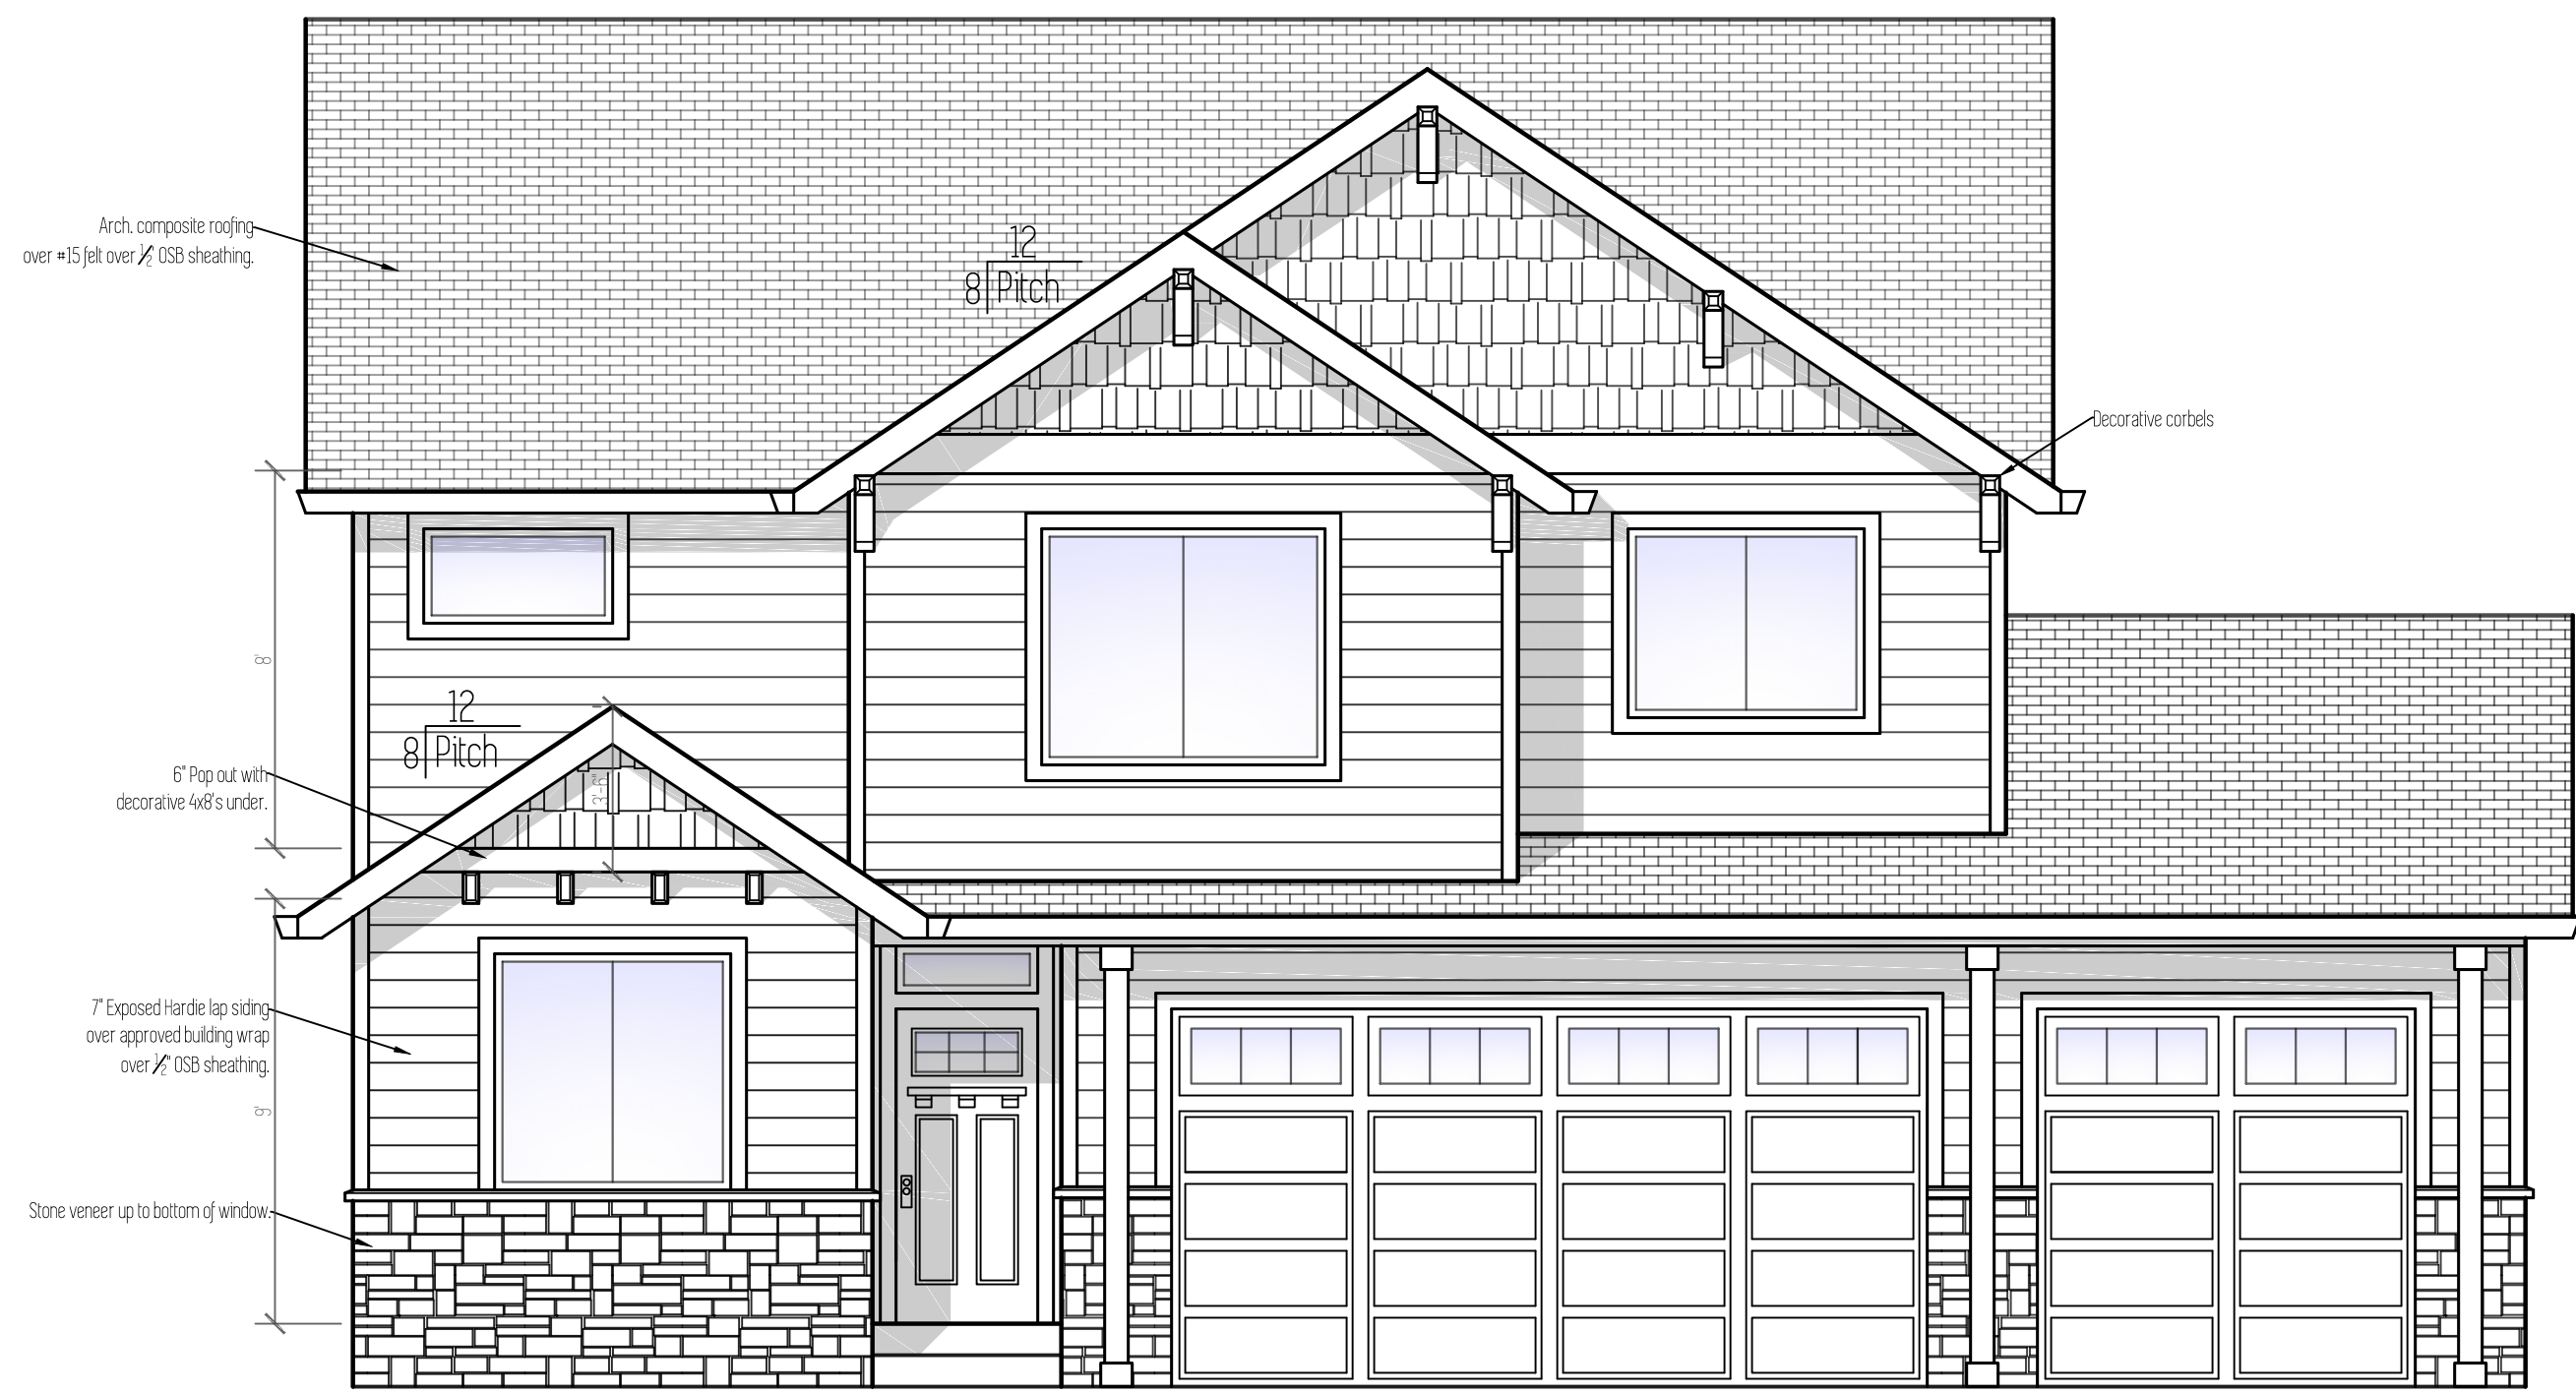 Arch. composite roofing
over #15 felt over 1/2" OSB sheathing.
12
8 Pitch
Decorative corbels
8'
12
8 Pitch
6" Pop out with
decorative 4x8's under.
3'-6"
7" Exposed Hardie lap siding
over approved building wrap
over 1/2" OSB sheathing.
9'
Stone veneer up to bottom of window.